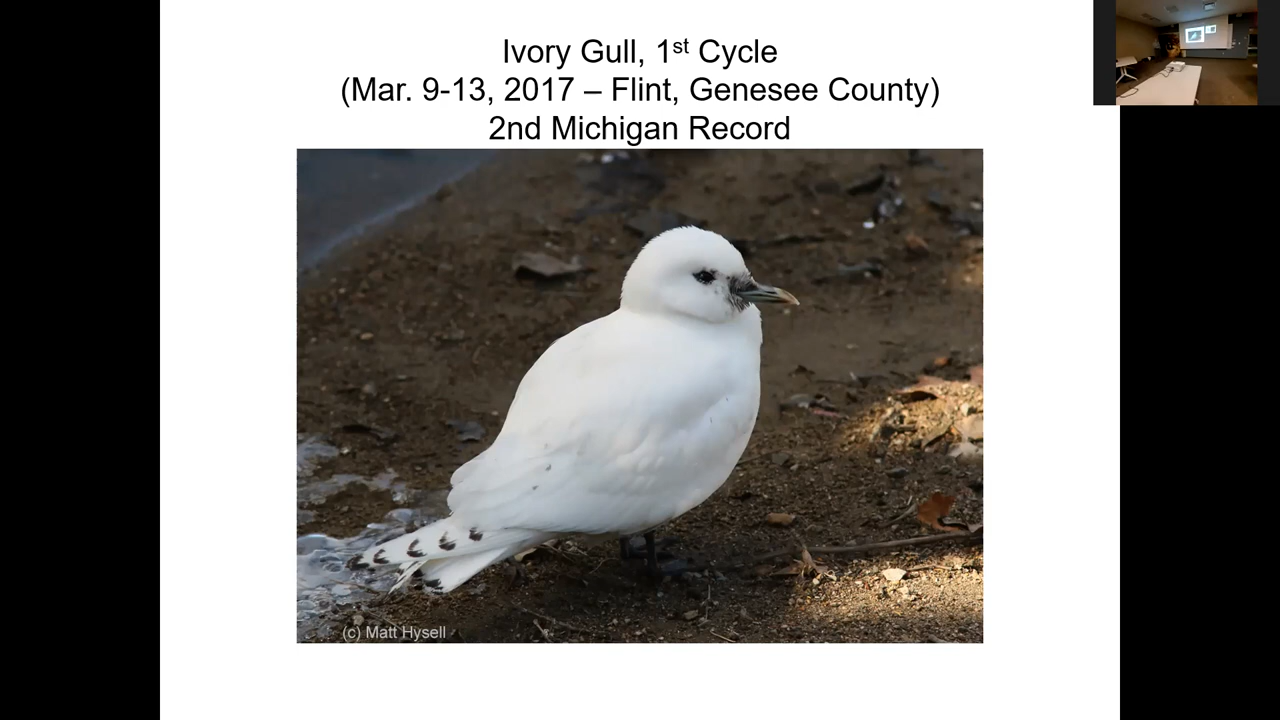 Ivory Gull, 1st Cycle
(Mar. 9-13, 2017 – Flint, Genesee County)
2nd Michigan Record
(c) Matt Hysell